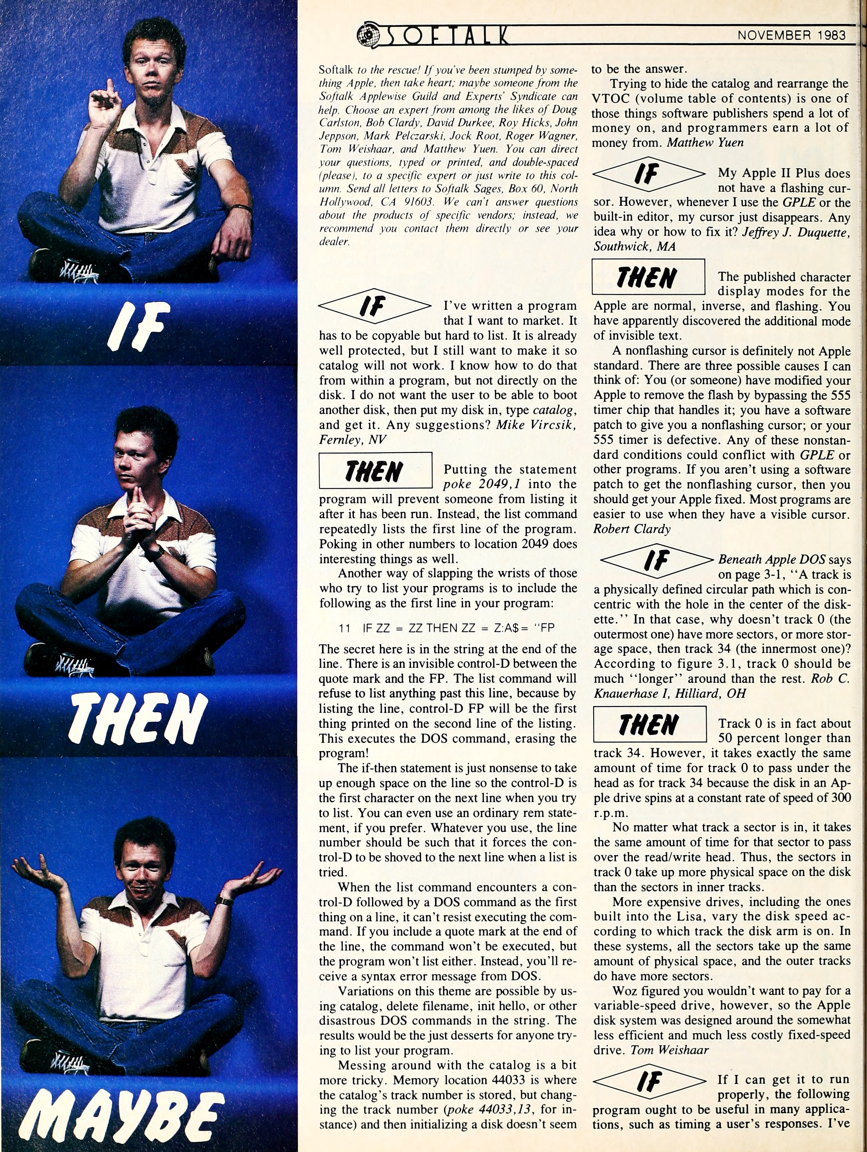 SOFTALK
NOVEMBER 1983
IF
THEN
MAYBE
Softalk to the rescue! If you've been stumped by some-
thing Apple, then take heart; maybe someone from the
Softalk Applewise Guild and Experts' Syndicate can
help. Choose an expert from among the likes of Doug
Carlston, Bob Clardy, David Durkee, Roy Hicks, John
Jeppson, Mark Pelczarski, Jock Root, Roger Wagner,
Tom Weishaar, and Matthew Yuen. You can direct
your questions, typed or printed, and double-spaced
(please), to a specific expert or just write to this col-
umn. Send all letters to Softalk Sages, Box 60, North
Hollywood, CA 91603. We can't answer questions
about the products of specific vendors; instead, we
recommend you contact them directly or see your
dealer.
IF
I've written a program
that I want to market. It
has to be copyable but hard to list. It is already
well protected, but I still want to make it so
catalog will not work. I know how to do that
from within a program, but not directly on the
disk. I do not want the user to be able to boot
another disk, then put my disk in, type catalog,
and get it. Any suggestions? Mike Vircsik,
Fernley, NV
THEN
Putting the statement
poke 2049,1 into the
program will prevent someone from listing it
after it has been run. Instead, the list command
repeatedly lists the first line of the program.
Poking in other numbers to location 2049 does
interesting things as well.
Another way of slapping the wrists of those
who try to list your programs is to include the
following as the first line in your program:
11 IF ZZ = ZZ THEN ZZ = Z:A$= "FP
The secret here is in the string at the end of the
line. There is an invisible control-D between the
quote mark and the FP. The list command will
refuse to list anything past this line, because by
listing the line, control-D FP will be the first
thing printed on the second line of the listing.
This executes the DOS command, erasing the
program!
The if-then statement is just nonsense to take
up enough space on the line so the control-D is
the first character on the next line when you try
to list. You can even use an ordinary rem state-
ment, if you prefer. Whatever you use, the line
number should be such that it forces the con-
trol-D to be shoved to the next line when a list is
tried.
When the list command encounters a con-
trol-D followed by a DOS command as the first
thing on a line, it can't resist executing the com-
mand. If you include a quote mark at the end of
the line, the command won't be executed, but
the program won't list either. Instead, you'll re-
ceive a syntax error message from DOS.
Variations on this theme are possible by us-
ing catalog, delete filename, init hello, or other
disastrous DOS commands in the string. The
results would be the just desserts for anyone try-
ing to list your program.
Messing around with the catalog is a bit
more tricky. Memory location 44033 is where
the catalog's track number is stored, but chang-
ing the track number (poke 44033,13, for in-
stance) and then initializing a disk doesn't seem
to be the answer.
Trying to hide the catalog and rearrange the
VTOC (volume table of contents) is one of
those things software publishers spend a lot of
money on, and programmers earn a lot of
money from. Matthew Yuen
IF
My Apple II Plus does
not have a flashing cur-
sor. However, whenever I use the GPLE or the
built-in editor, my cursor just disappears. Any
idea why or how to fix it? Jeffrey J. Duquette,
Southwick, MA
THEN
The published character
display modes for the
Apple are normal, inverse, and flashing. You
have apparently discovered the additional mode
of invisible text.
A nonflashing cursor is definitely not Apple
standard. There are three possible causes I can
think of: You (or someone) have modified your
Apple to remove the flash by bypassing the 555
timer chip that handles it; you have a software
patch to give you a nonflashing cursor; or your
555 timer is defective. Any of these nonstan-
dard conditions could conflict with GPLE or
other programs. If you aren't using a software
patch to get the nonflashing cursor, then you
should get your Apple fixed. Most programs are
easier to use when they have a visible cursor.
Robert Clardy
IF
Beneath Apple DOS says
on page 3-1, "A track is
a physically defined circular path which is con-
centric with the hole in the center of the disk-
ette." In that case, why doesn't track 0 (the
outermost one) have more sectors, or more stor-
age space, then track 34 (the innermost one)?
According to figure 3.1, track 0 should be
much "longer" around than the rest. Rob C.
Knauerhase I, Hilliard, OH
THEN
Track 0 is in fact about
50 percent longer than
track 34. However, it takes exactly the same
amount of time for track 0 to pass under the
head as for track 34 because the disk in an Ap-
ple drive spins at a constant rate of speed of 300
r.p.m.
No matter what track a sector is in, it takes
the same amount of time for that sector to pass
over the read/write head. Thus, the sectors in
track 0 take up more physical space on the disk
than the sectors in inner tracks.
More expensive drives, including the ones
built into the Lisa, vary the disk speed ac-
cording to which track the disk arm is on. In
these systems, all the sectors take up the same
amount of physical space, and the outer tracks
do have more sectors.
Woz figured you wouldn't want to pay for a
variable-speed drive, however, so the Apple
disk system was designed around the somewhat
less efficient and much less costly fixed-speed
drive. Tom Weishaar
IF
If I can get it to run
properly, the following
program ought to be useful in many applica-
tions, such as timing a user's responses. I've